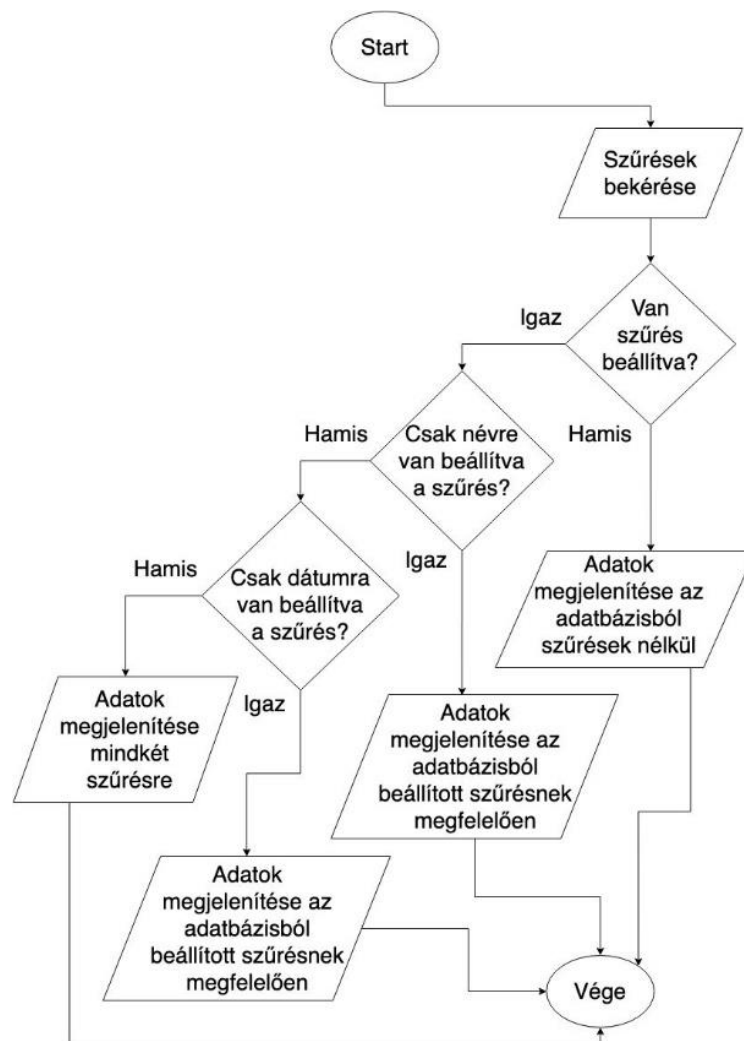 Start
Szűrések
bekérése
Van
szűrés
beállítva?
Igaz
Hamis
Csak névre
van beállítva
a szűrés?
Hamis
Igaz
Csak dátumra
van beállítva
a szűrés?
Hamis
Igaz
Adatok
megjelenítése az
adatbázisból
szűrések nélkül
Adatok
megjelenítése
mindkét
szűrésre
Adatok
megjelenítése az
adatbázisból
beállított szűrésnek
megfelelően
Adatok
megjelenítése az
adatbázisból
beállított szűrésnek
megfelelően
Vége